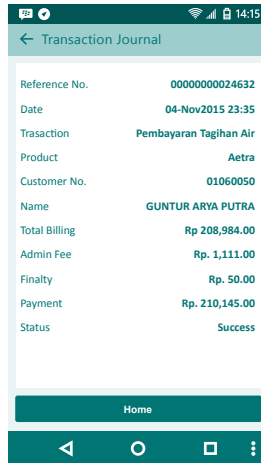 14:15
Transaction Journal
Reference No. 00000000024632
Date 04-Nov2015 23:35
Trasaction Pembayaran Tagihan Air
Product Aetra
Customer No. 01060050
Name GUNTUR ARYA PUTRA
Total Billing Rp 208,984.00
Admin Fee Rp. 1,111.00
Finalty Rp. 50.00
Payment Rp. 210,145.00
Status Success
Home